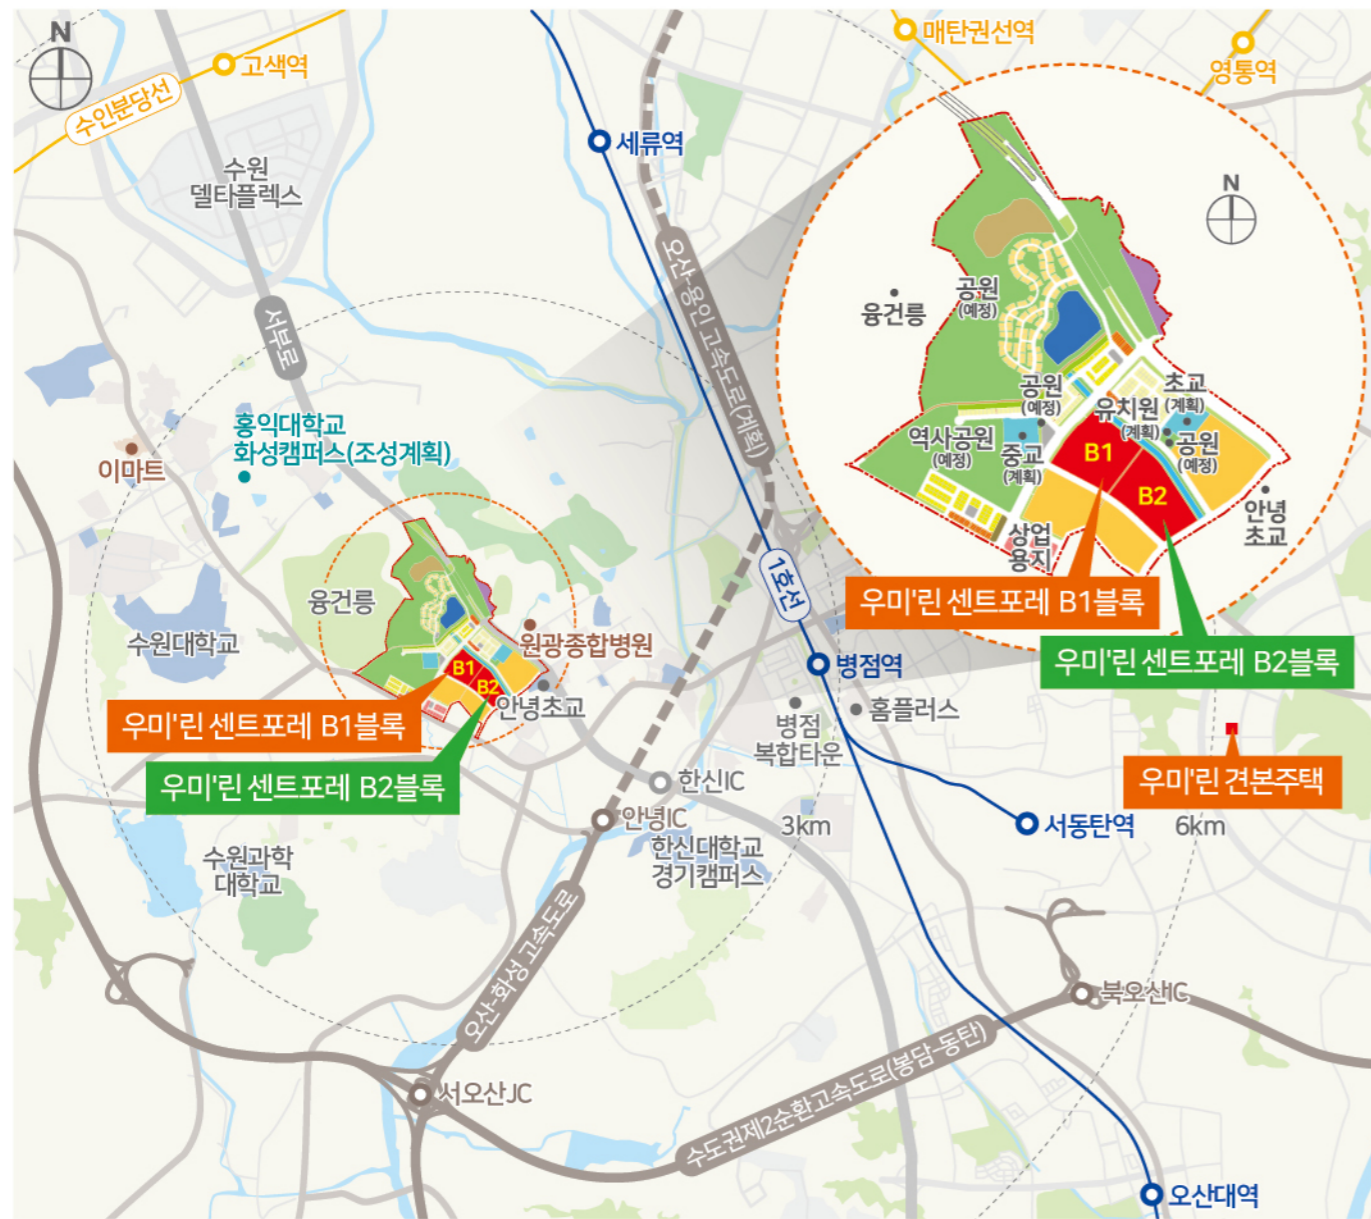 N
고색역
수인분당선
매탄권선역
영통역
세류역
수원
델타플렉스
N
오산-용인 고속도로(계획)
서부로
융건릉
공원
(예정)
공원
(예정)
초교
(계획)
유치원
(계획)
공원
(예정)
역사공원
(예정)
중교
(계획)
B1
B2
안녕
초교
상업
용지
홍익대학교
화성캠퍼스(조성계획)
이마트
1호선
우미'린 센트포레 B1블록
우미'린 센트포레 B2블록
융건릉
수원대학교
원광종합병원
B1
B2
안녕초교
병점역
우미'린 센트포레 B1블록
우미'린 센트포레 B2블록
병점
복합타운
홈플러스
우미'린 견본주택
한신IC
안녕IC
3km
서동탄역
6km
한신대학교
경기캠퍼스
수원과학
대학교
오산-화성 고속도로
북오산IC
서오산JC
수도권제2순환고속도로(봉담-동탄)
오산대역